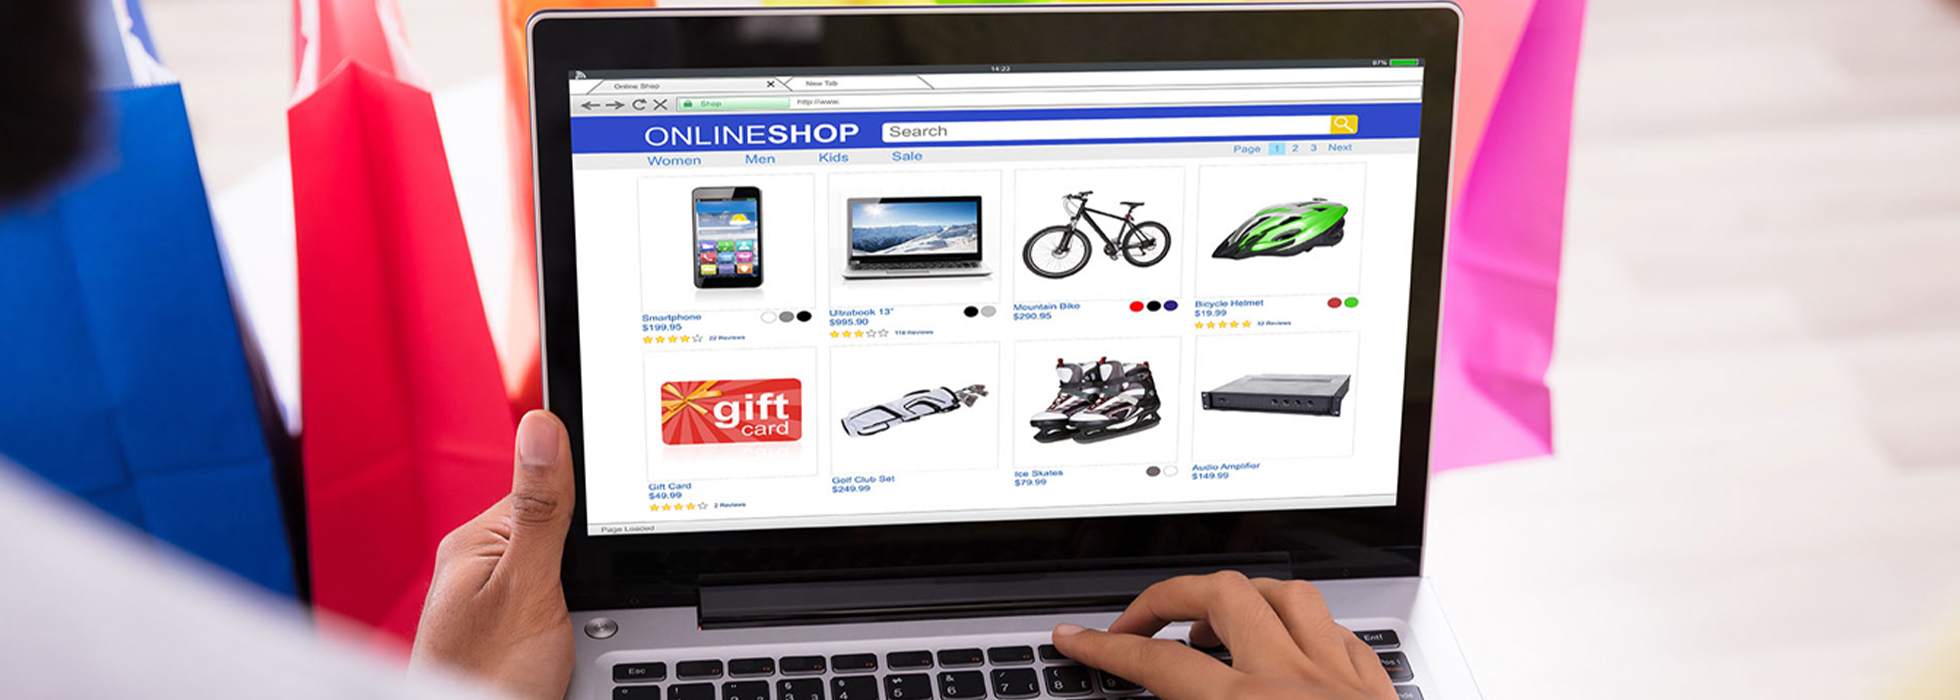 14:23
97%
Online Shop
New Tab
Shop
http://www.
ONLINESHOP
Search
Women Men Kids Sale
Page 1 2 3 Next
Smartphone
$199.95
22 Reviews
Ultrabook 13"
$995.90
118 Reviews
Mountain Bike
$290.95
Bicycle Helmet
$19.99
12 Reviews
gift
card
Gift Card
$49.99
2 Reviews
Golf Club Set
$249.99
Ice Skates
$79.99
Audio Amplifier
$149.99
Page Loaded
Esc
Entf